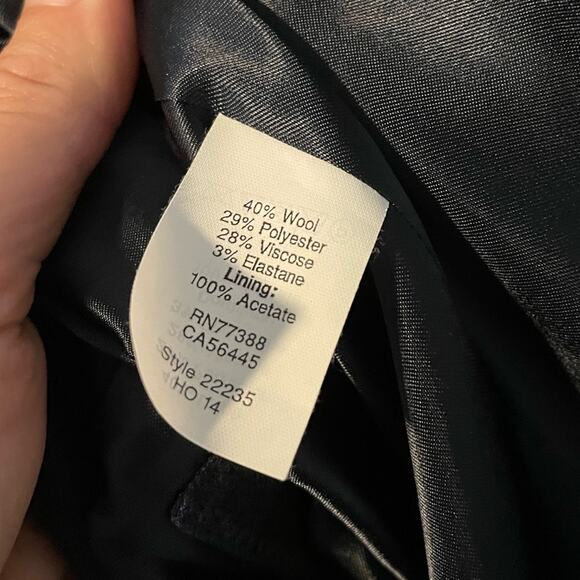 40% Wool
29% Polyester
28% Viscose
3% Elastane
Lining:
100% Acetate
RN77388
CA56445
Style 22235
HO 14